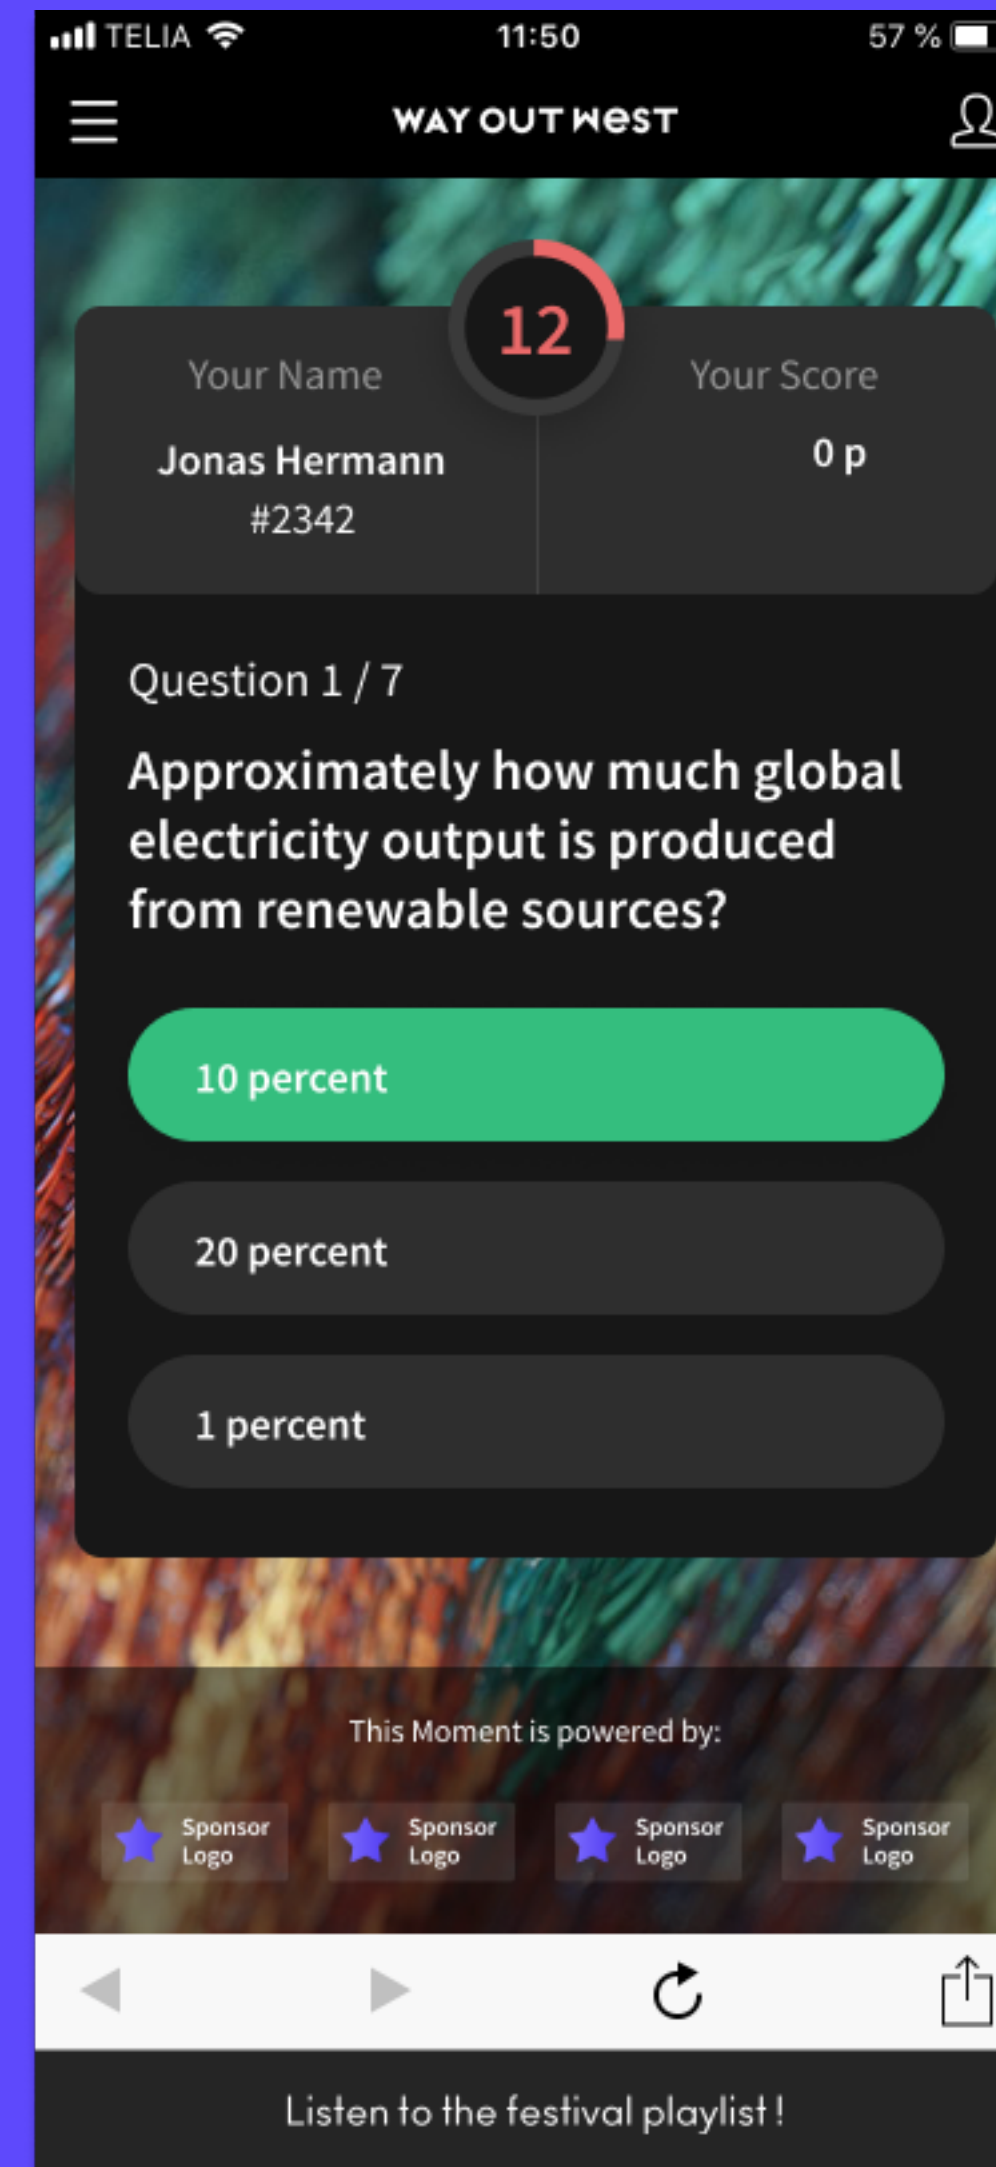 TELIA
11:50
57 %
WAY OUT WEST
12
Your Name
Your Score
Jonas Hermann
0 p
#2342
Question 1 / 7
Approximately how much global
electricity output is produced
from renewable sources?
10 percent
20 percent
1 percent
This Moment is powered by:
Sponsor
Logo
Sponsor
Logo
Sponsor
Logo
Sponsor
Logo
Listen to the festival playlist !